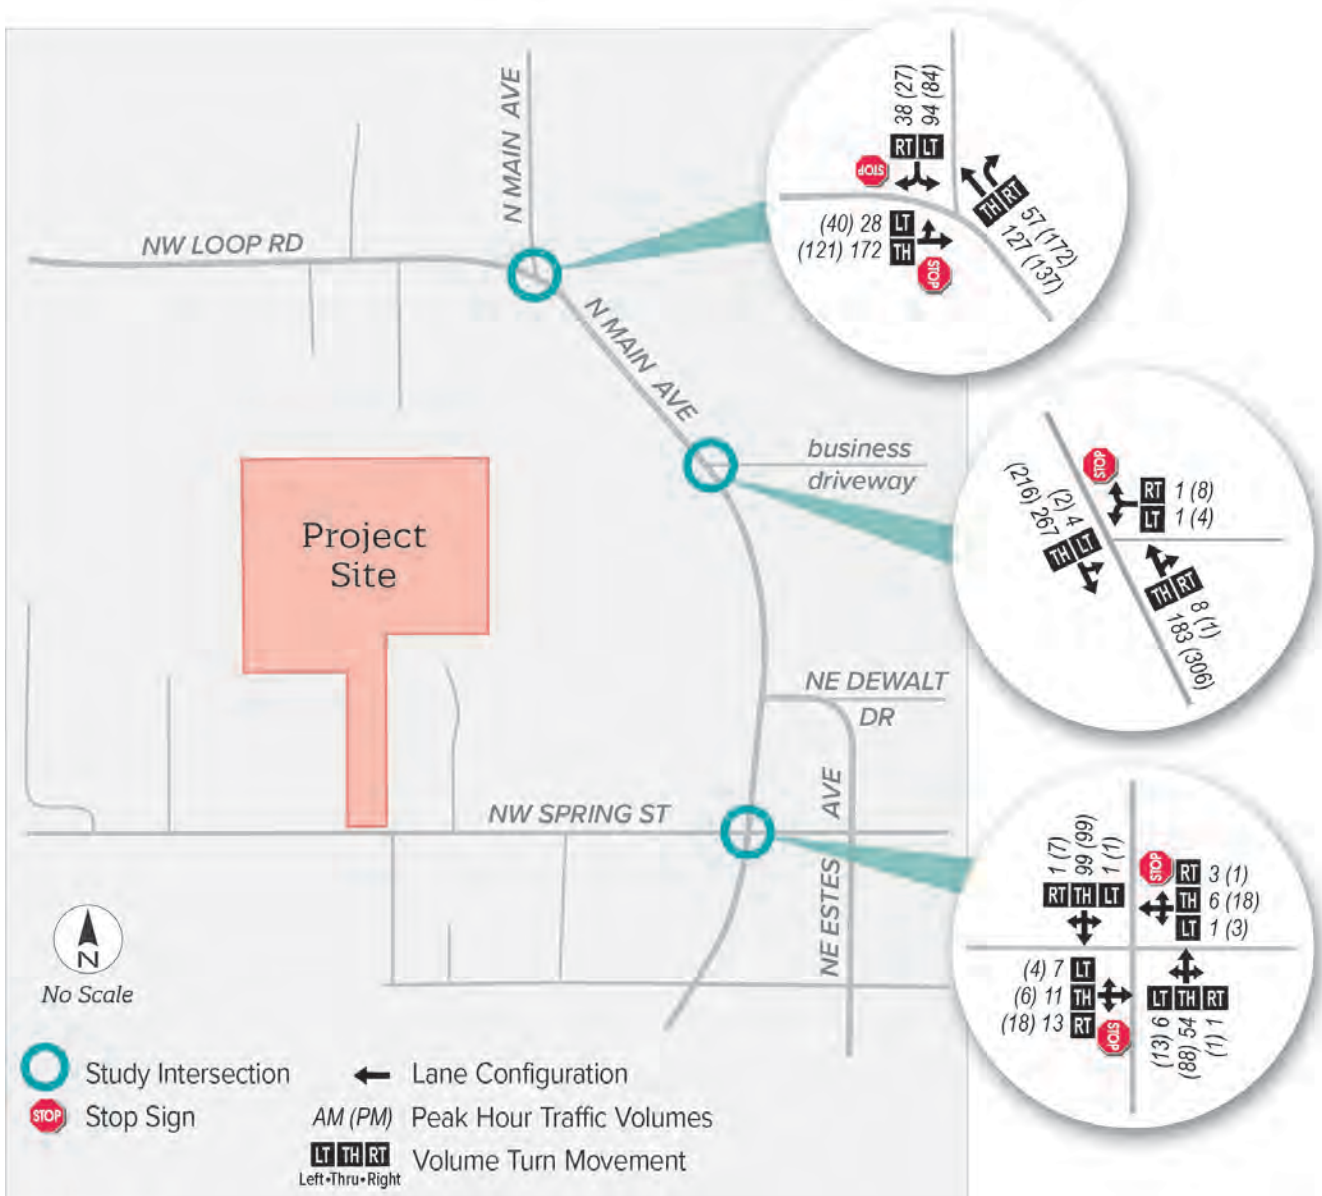 N MAIN AVE
NW LOOP RD
N MAIN AVE
business
driveway
Project
Site
NE DEWALT
DR
NW SPRING ST
NE ESTES AVE
N
No Scale
Study Intersection
STOP
Stop Sign
Lane Configuration
AM (PM) Peak Hour Traffic Volumes
LT TH RT
Left•Thru•Right
Volume Turn Movement
38 (27)
94 (84)
RT LT
STOP
(40) 28 LT
(121) 172 TH
STOP
TH RT
57 (172)
127 (137)
STOP
RT 1 (8)
LT 1 (4)
(2) 4
(216) 267
TH LT
TH RT
8 (1)
183 (306)
1 (7)
99 (99)
1 (1)
RT TH LT
STOP
RT 3 (1)
TH 6 (18)
LT 1 (3)
(4) 7 LT
(6) 11 TH
(18) 13 RT
STOP
LT TH RT
(13) 6
(88) 54
(1) 1